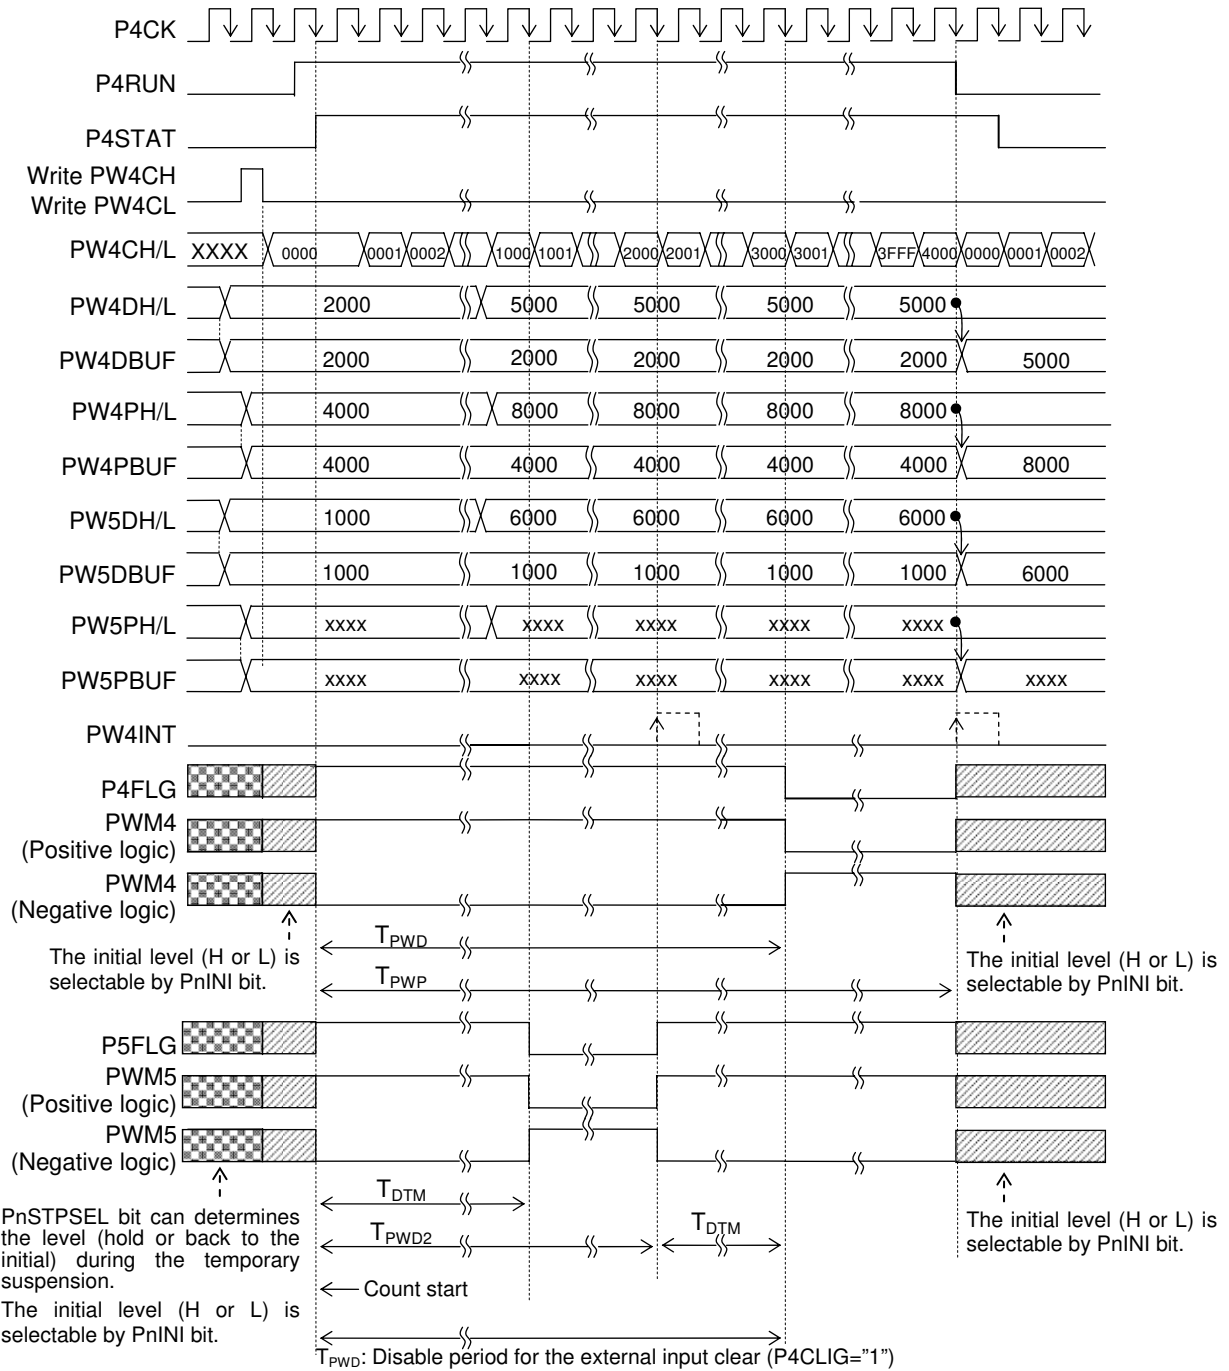 P4CK
P4RUN
P4STAT
Write PW4CH
Write PW4CL
PW4CH/L XXXX 0000 0001 0002 1000 1001 2000 2001 3000 3001 3FFF 4000 0000 0001 0002
PW4DH/L 2000 5000 5000 5000 5000
PW4DBUF 2000 2000 2000 2000 2000 5000
PW4PH/L 4000 8000 8000 8000 8000
PW4PBUF 4000 4000 4000 4000 4000 8000
PW5DH/L 1000 6000 6000 6000 6000
PW5DBUF 1000 1000 1000 1000 1000 6000
PW5PH/L xxxx xxxx xxxx xxxx xxxx
PW5PBUF xxxx xxxx xxxx xxxx xxxx xxxx
PW4INT
P4FLG
PWM4
(Positive logic)
PWM4
(Negative logic)
The initial level (H or L) is
selectable by PnINI bit.
TPWD
TPWP
The initial level (H or L) is
selectable by PnINI bit.
P5FLG
PWM5
(Positive logic)
PWM5
(Negative logic)
PnSTPSEL bit can determines
the level (hold or back to the
initial) during the temporary
suspension.
The initial level (H or L) is
selectable by PnINI bit.
TDTM
TPWD2
TDTM
The initial level (H or L) is
selectable by PnINI bit.
Count start
TPWD: Disable period for the external input clear (P4CLIG=”1”)